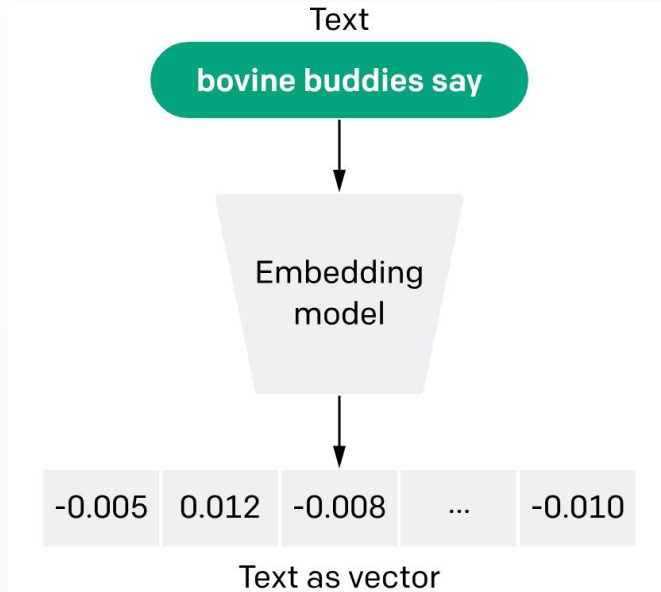 Text
bovine buddies say
Embedding
model
-0.005 0.012 -0.008 ... -0.010
Text as vector